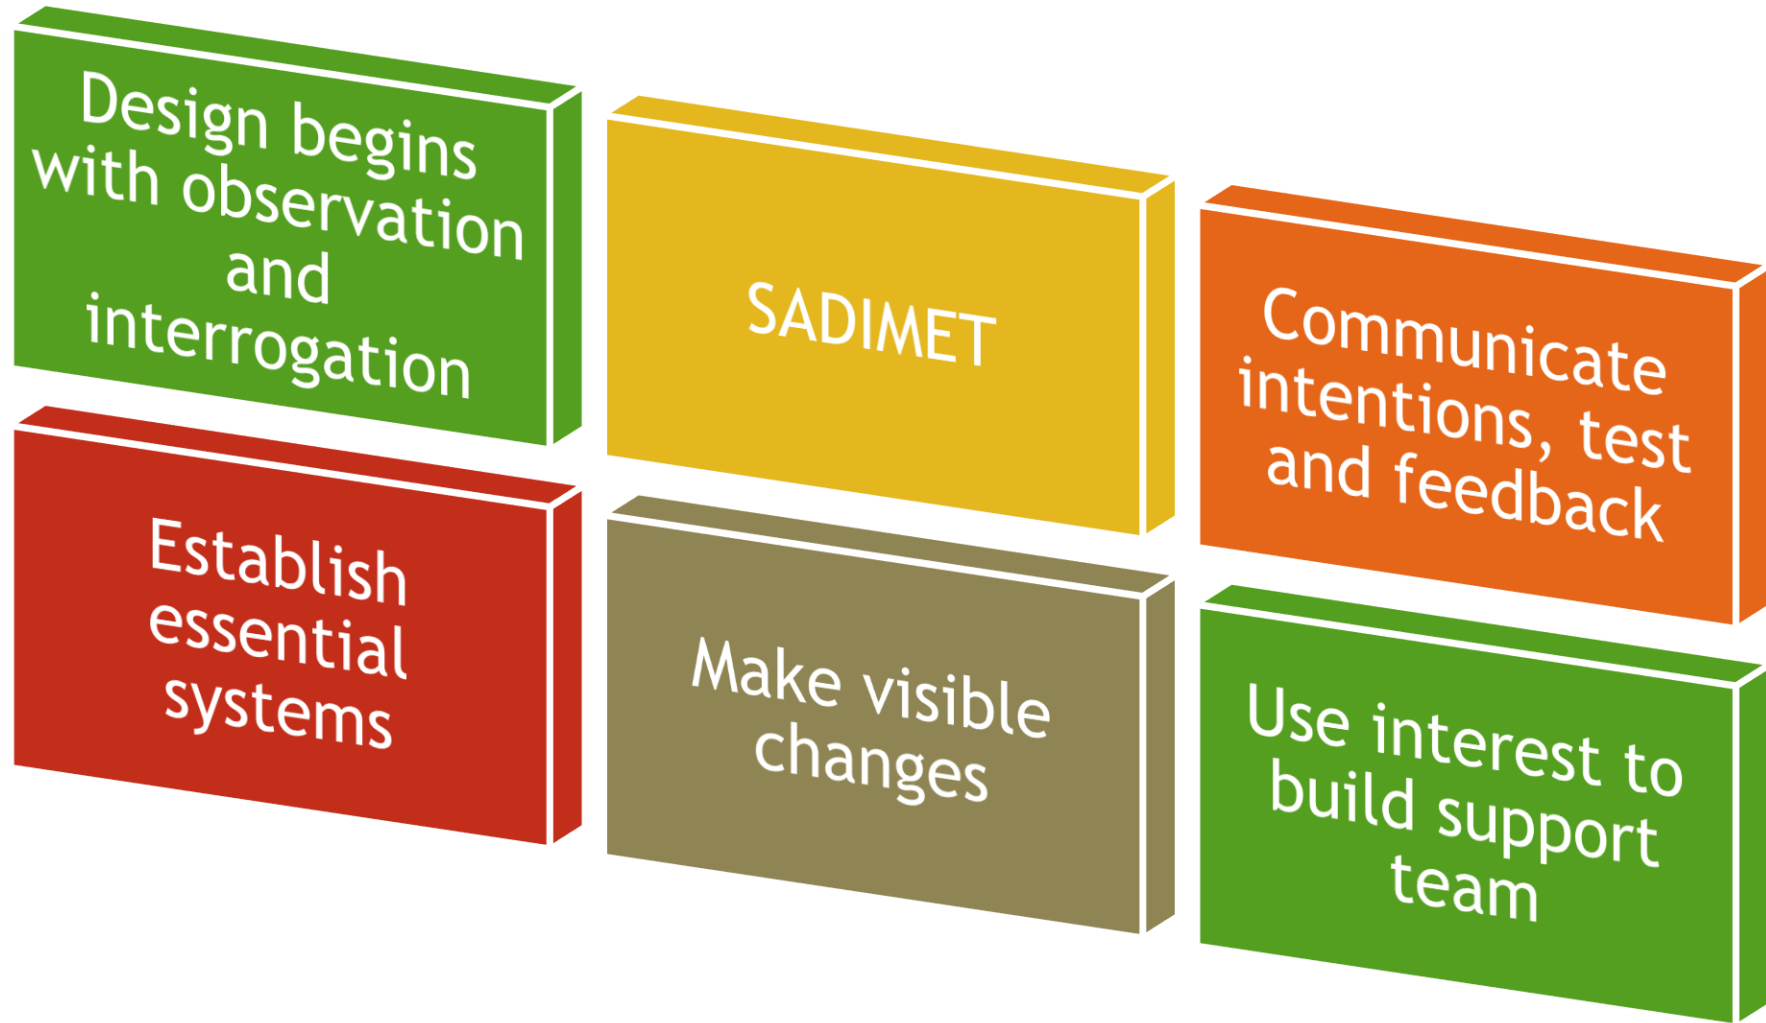 Design begins
with observation
and
interrogation
SADIMET
Communicate
intentions, test
and feedback
Establish
essential
systems
Make visible
changes
Use interest to
build support
team